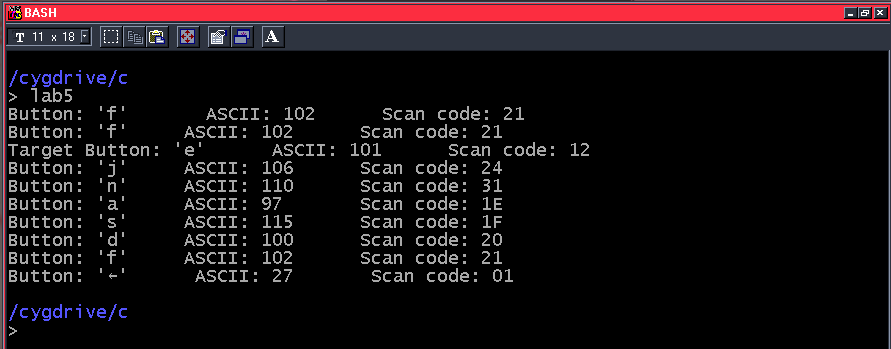 BASH
T 11 x 18 A
/cygdrive/c
> lab5
Button: 'f' ASCII: 102 Scan code: 21
Button: 'f' ASCII: 102 Scan code: 21
Target Button: 'e' ASCII: 101 Scan code: 12
Button: 'j' ASCII: 106 Scan code: 24
Button: 'n' ASCII: 110 Scan code: 31
Button: 'a' ASCII: 97 Scan code: 1E
Button: 's' ASCII: 115 Scan code: 1F
Button: 'd' ASCII: 100 Scan code: 20
Button: 'f' ASCII: 102 Scan code: 21
Button: '←' ASCII: 27 Scan code: 01
/cygdrive/c
>